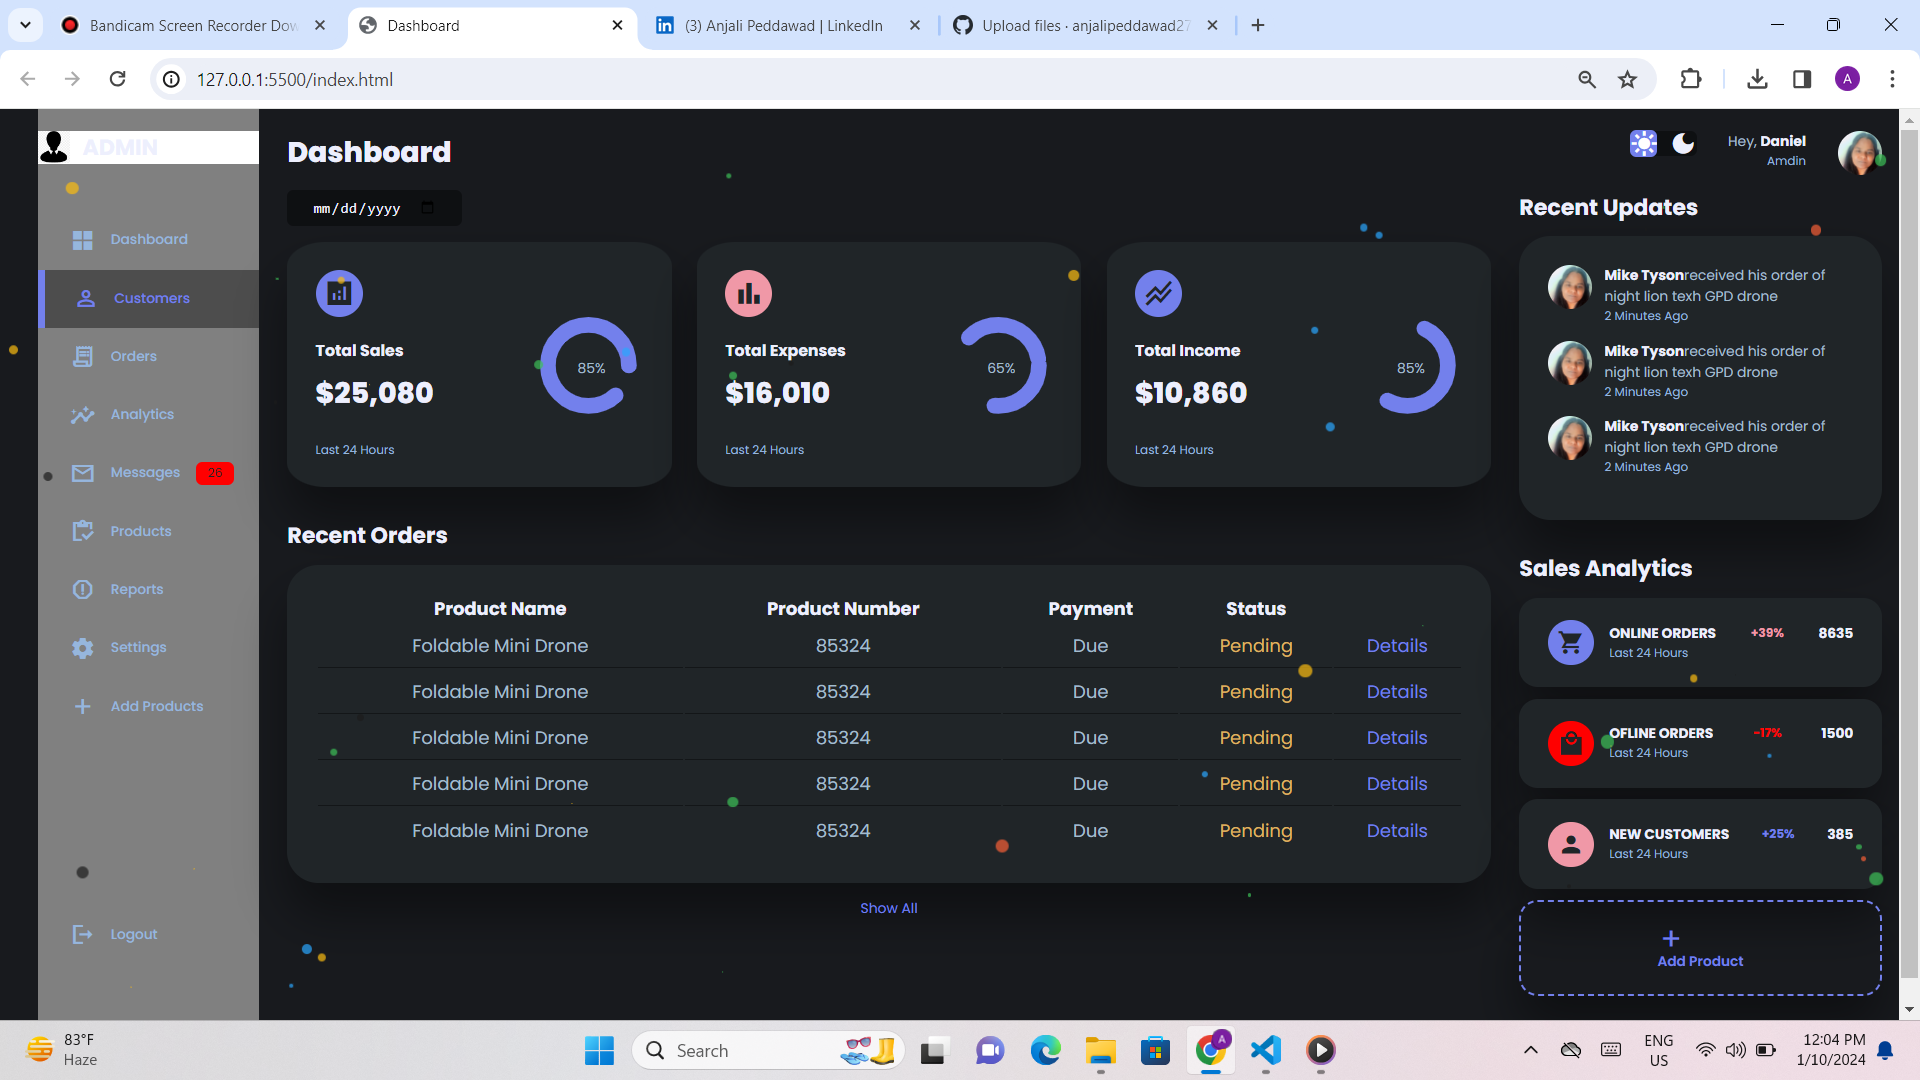 Bandicam Screen Recorder Dow
Dashboard
(3) Anjali Peddawad | LinkedIn
Upload files · anjalipeddawad27
127.0.0.1:5500/index.html
A
ADMIN
Dashboard
Customers
Orders
Analytics
Messages 26
Products
Reports
Settings
Add Products
Logout
Dashboard
mm/dd/yyyy
Total Sales
$25,080
85%
Last 24 Hours
Total Expenses
$16,010
65%
Last 24 Hours
Total Income
$10,860
85%
Last 24 Hours
Recent Orders
Product Name Product Number Payment Status
Foldable Mini Drone 85324 Due Pending Details
Foldable Mini Drone 85324 Due Pending Details
Foldable Mini Drone 85324 Due Pending Details
Foldable Mini Drone 85324 Due Pending Details
Foldable Mini Drone 85324 Due Pending Details
Show All
Hey, Daniel
Amdin
Recent Updates
Mike Tysonreceived his order of
night lion texh GPD drone
2 Minutes Ago
Mike Tysonreceived his order of
night lion texh GPD drone
2 Minutes Ago
Mike Tysonreceived his order of
night lion texh GPD drone
2 Minutes Ago
Sales Analytics
ONLINE ORDERS +39% 8635
Last 24 Hours
OFLINE ORDERS -17% 1500
Last 24 Hours
NEW CUSTOMERS +25% 385
Last 24 Hours
Add Product
83°F
Haze
Search
A
ENG
US
12:04 PM
1/10/2024